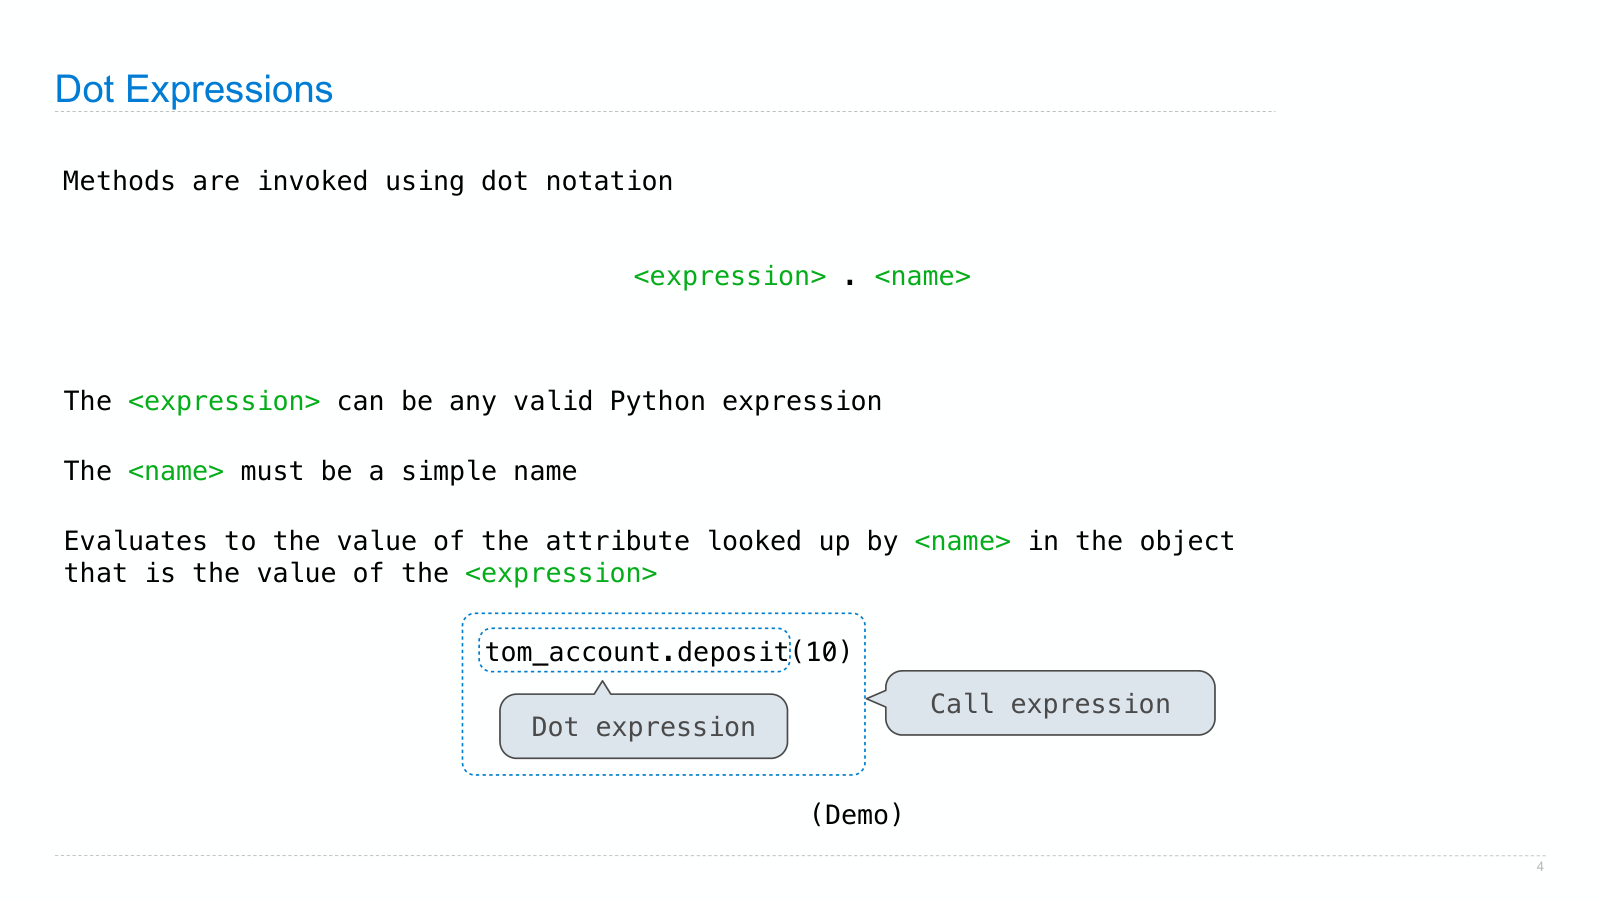 Dot Expressions
Methods are invoked using dot notation
<expression> . <name>
The <expression> can be any valid Python expression
The <name> must be a simple name
Evaluates to the value of the attribute looked up by <name> in the object
that is the value of the <expression>
tom_account.deposit(10)
Call expression
Dot expression
(Demo)
4